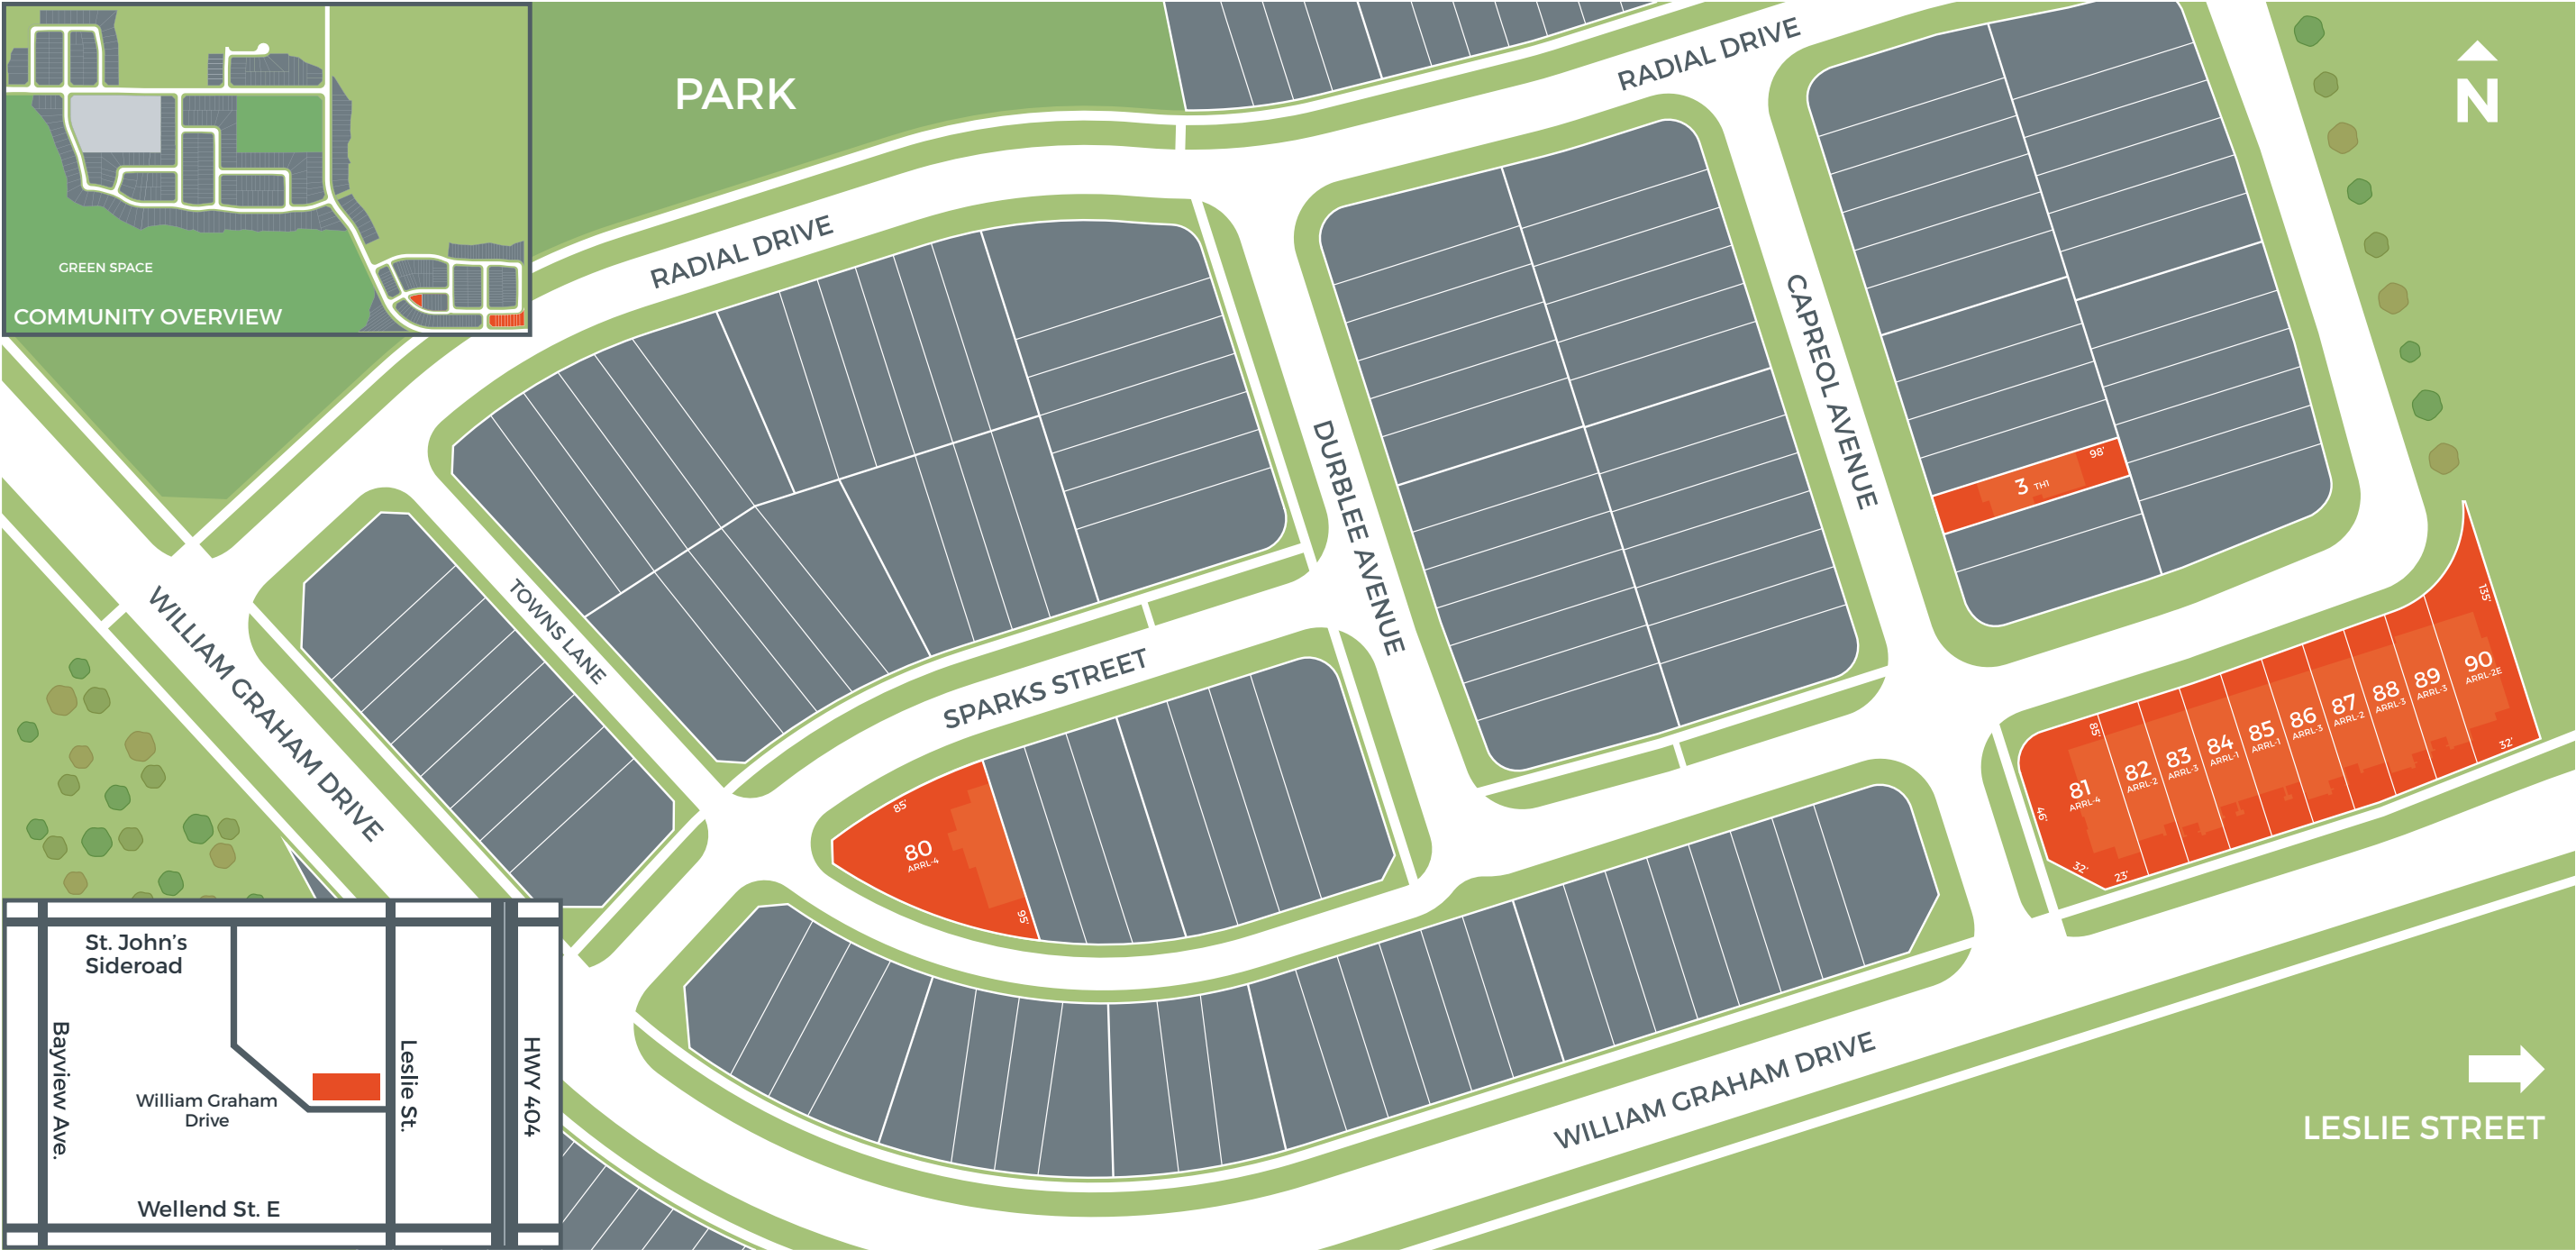 PARK
RADIAL DRIVE
N
GREEN SPACE
COMMUNITY OVERVIEW
RADIAL DRIVE
CAPREOL AVENUE
DURBLEE AVENUE
98'
3 TH1
TOWNS LANE
WILLIAM GRAHAM DRIVE
SPARKS STREET
135'
85'
90
ARRL-2E
89
ARRL-3
88
ARRL-3
87
ARRL-2
86
ARRL-3
85
ARRL-1
84
ARRL-1
83
ARRL-3
82
ARRL-2
81
ARRL-4
32'
46'
32'
23'
85'
80
ARRL-4
95'
St. John's
Sideroad
Bayview Ave.
Leslie St.
HWY 404
William Graham
Drive
Wellend St. E
WILLIAM GRAHAM DRIVE
LESLIE STREET